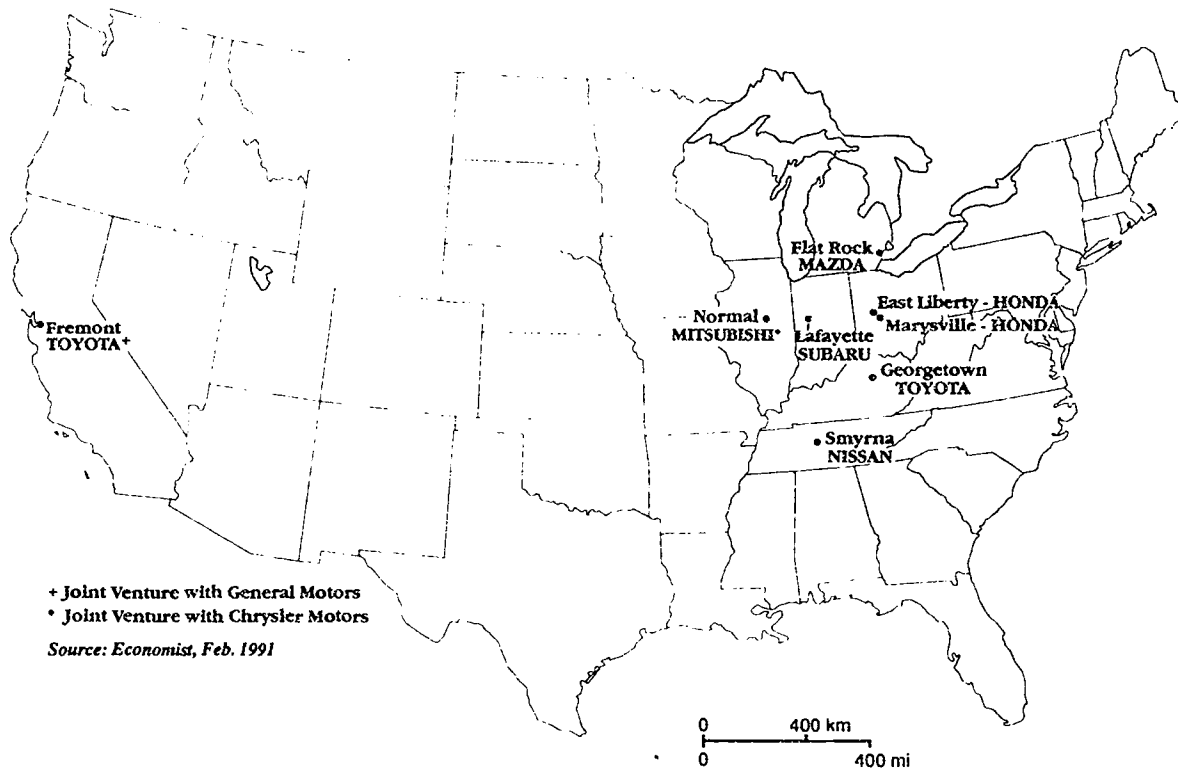 Flat Rock
MAZDA
East Liberty - HONDA
Marysville - HONDA
Normal
MITSUBISHI*
Lafayette
SUBARU
Fremont
TOYOTA+
Georgetown
TOYOTA
Smyrna
NISSAN
+ Joint Venture with General Motors
* Joint Venture with Chrysler Motors
Source: Economist, Feb. 1991
0 400 km
0 400 mi